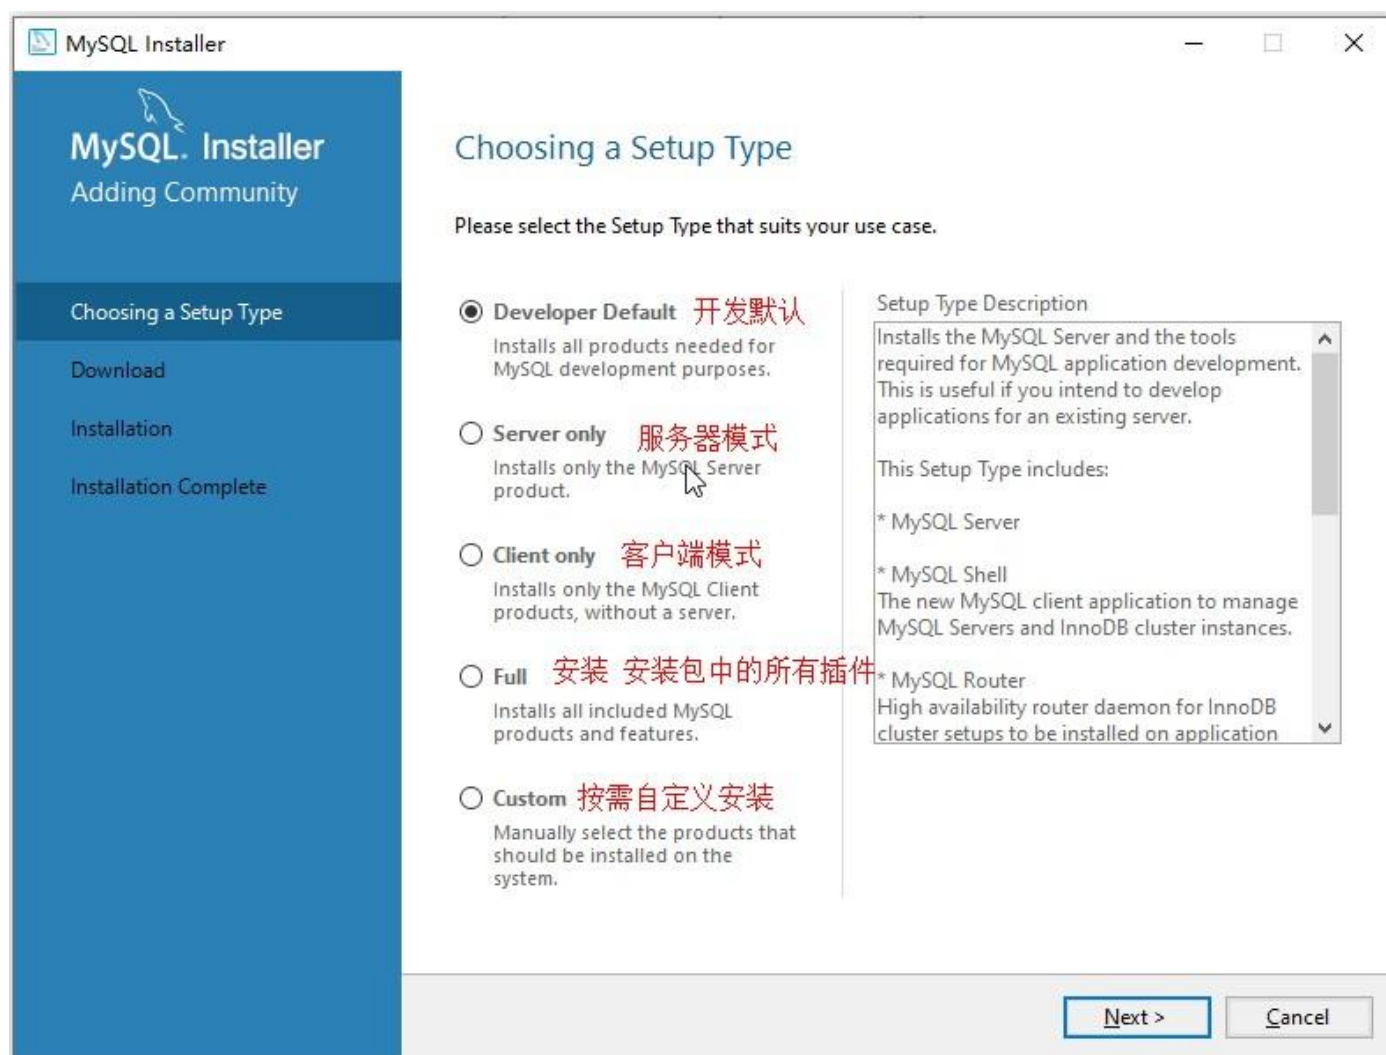 MySQL Installer
MySQL. Installer
Adding Community
Choosing a Setup Type
Download
Installation
Installation Complete
Choosing a Setup Type
Please select the Setup Type that suits your use case.
Developer Default 开发默认
Installs all products needed for
MySQL development purposes.
Server only 服务器模式
Installs only the MySQL Server
product.
Client only 客户端模式
Installs only the MySQL Client
products, without a server.
Full 安装 安装包中的所有插件
Installs all included MySQL
products and features.
Custom 按需自定义安装
Manually select the products that
should be installed on the
system.
Setup Type Description
Installs the MySQL Server and the tools
required for MySQL application development.
This is useful if you intend to develop
applications for an existing server.
This Setup Type includes:
* MySQL Server
* MySQL Shell
The new MySQL client application to manage
MySQL Servers and InnoDB cluster instances.
* MySQL Router
High availability router daemon for InnoDB
cluster setups to be installed on application
Next >
Cancel